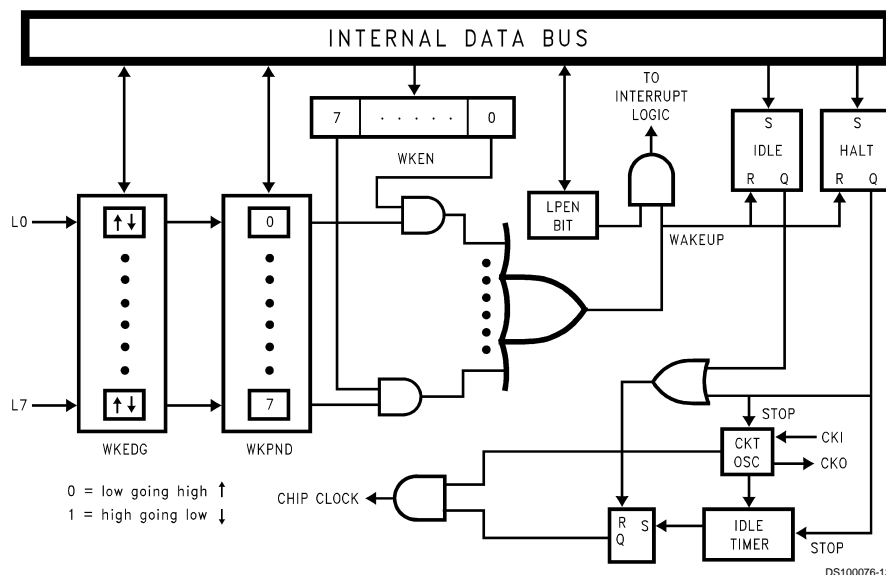 INTERNAL DATA BUS
TO
INTERRUPT
LOGIC
7 . . . . . 0
WKEN
S
IDLE
R Q
S
HALT
R Q
LPEN
BIT
WAKEUP
L0
0
L7
7
WKEDG
WKPND
0 = low going high ↑
1 = high going low ↓
STOP
CKT
OSC
CKI
CKO
CHIP CLOCK
R S
Q
IDLE
TIMER
STOP